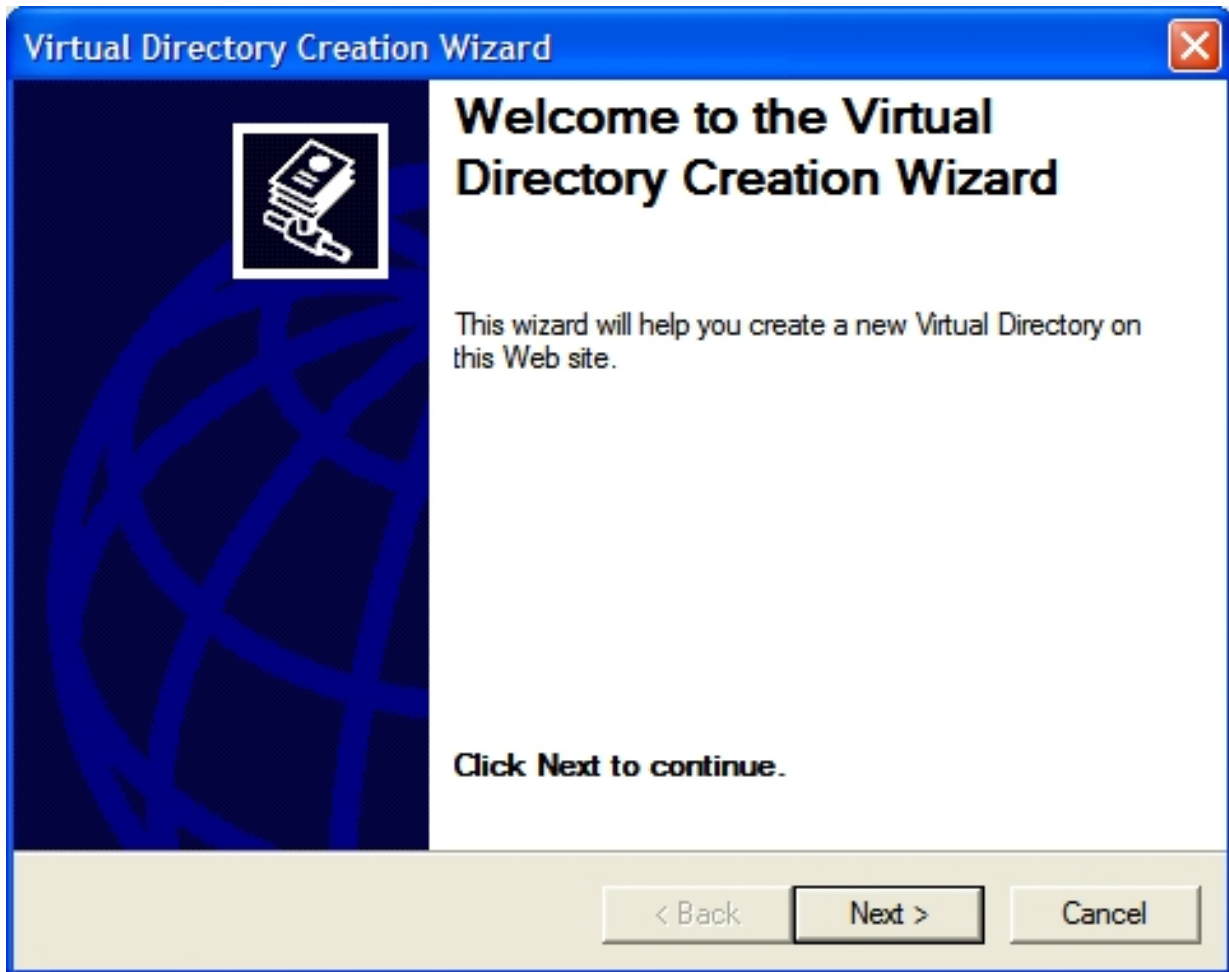 Virtual Directory Creation Wizard
Welcome to the Virtual
Directory Creation Wizard
This wizard will help you create a new Virtual Directory on
this Web site.
Click Next to continue.
< Back
Next >
Cancel